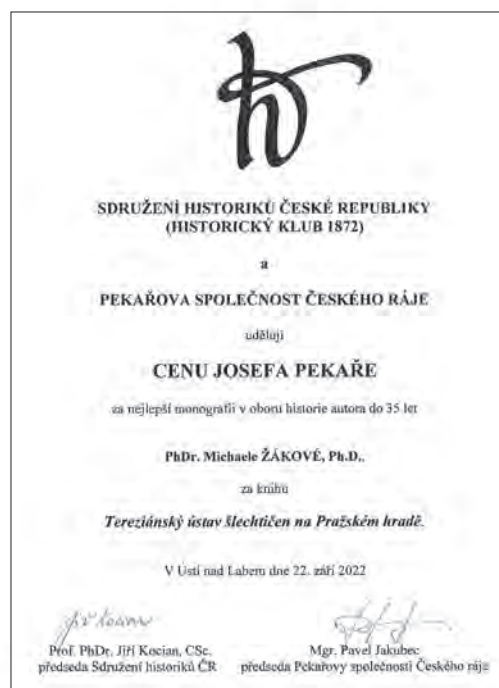 SDRUŽENÍ HISTORIKŮ ČESKÉ REPUBLIKY
(HISTORICKÝ KLUB 1872)
a
PEKAŘOVA SPOLEČNOST ČESKÉHO RÁJE
udělují
CENU JOSEFA PEKAŘE
za nejlepší monografii v oboru historie autora do 35 let
PhDr. Michaele ŽÁKOVÉ, Ph.D.,
za knihu
Tereziánský ústav šlechtičen na Pražském hradě.
V Ústí nad Labem dne 22. září 2022
Jiří Kocian
Prof. PhDr. Jiří Kocian, CSc.
předseda Sdružení historiků ČR
Mgr. Pavel Jakubec
předseda Pekařovy společnosti Českého ráje